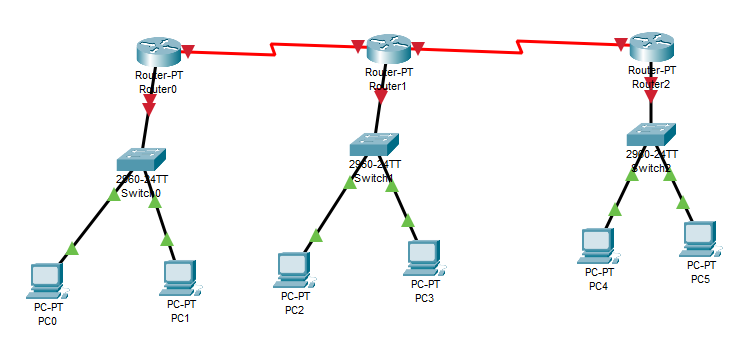 Router-PT
Router0
Router-PT
Router1
Router-PT
Router2
2960-24TT
Switch0
2960-24TT
Switch1
2960-24TT
Switch2
PC-PT
PC0
PC-PT
PC1
PC-PT
PC2
PC-PT
PC3
PC-PT
PC4
PC-PT
PC5